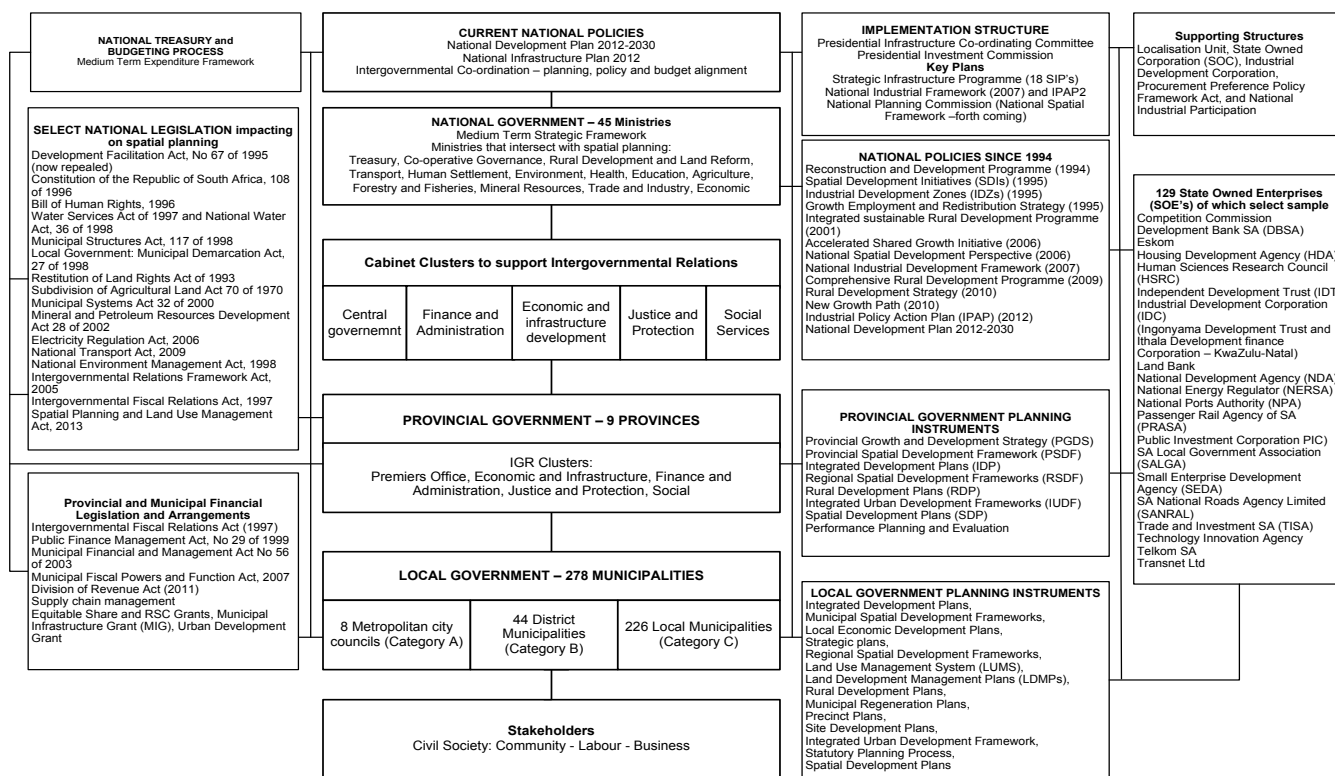 NATIONAL TREASURY and
BUDGETING PROCESS
Medium Term Expenditure Framework
SELECT NATIONAL LEGISLATION impacting
on spatial planning
Development Facilitation Act, No 67 of 1995
(now repealed)
Constitution of the Republic of South Africa, 108
of 1996
Bill of Human Rights, 1996
Water Services Act of 1997 and National Water
Act, 36 of 1998
Municipal Structures Act, 117 of 1998
Local Government: Municipal Demarcation Act,
27 of 1998
Restitution of Land Rights Act of 1993
Subdivision of Agricultural Land Act 70 of 1970
Municipal Systems Act 32 of 2000
Mineral and Petroleum Resources Development
Act 28 of 2002
Electricity Regulation Act, 2006
National Transport Act, 2009
National Environment Management Act, 1998
Intergovernmental Relations Framework Act,
2005
Intergovernmental Fiscal Relations Act, 1997
Spatial Planning and Land Use Management
Act, 2013
Provincial and Municipal Financial
Legislation and Arrangements
Intergovernmental Fiscal Relations Act (1997)
Public Finance Management Act, No 29 of 1999
Municipal Financial and Management Act No 56
of 2003
Municipal Fiscal Powers and Function Act, 2007
Division of Revenue Act (2011)
Supply chain management
Equitable Share and RSC Grants, Municipal
Infrastructure Grant (MIG), Urban Development
Grant
CURRENT NATIONAL POLICIES
National Development Plan 2012-2030
National Infrastructure Plan 2012
Intergovernmental Co-ordination – planning, policy and budget alignment
NATIONAL GOVERNMENT – 45 Ministries
Medium Term Strategic Framework
Ministries that intersect with spatial planning:
Treasury, Co-operative Governance, Rural Development and Land Reform,
Transport, Human Settlement, Environment, Health, Education, Agriculture,
Forestry and Fisheries, Mineral Resources, Trade and Industry, Economic
Cabinet Clusters to support Intergovernmental Relations
Central
governemnt
Finance and
Administration
Economic and
infrastructure
development
Justice and
Protection
Social
Services
PROVINCIAL GOVERNMENT – 9 PROVINCES
IGR Clusters:
Premiers Office, Economic and Infrastructure, Finance and
Administration, Justice and Protection, Social
LOCAL GOVERNMENT – 278 MUNICIPALITIES
8 Metropolitan city
councils (Category A)
44 District
Municipalities
(Category B)
226 Local Municipalities
(Category C)
Stakeholders
Civil Society: Community - Labour - Business
IMPLEMENTATION STRUCTURE
Presidential Infrastructure Co-ordinating Committee
Presidential Investment Commission
Key Plans
Strategic Infrastructure Programme (18 SIP's)
National Industrial Framework (2007) and IPAP2
National Planning Commission (National Spatial
Framework –forth coming)
NATIONAL POLICIES SINCE 1994
Reconstruction and Development Programme (1994)
Spatial Development Initiatives (SDIs) (1995)
Industrial Development Zones (IDZs) (1995)
Growth Employment and Redistribution Strategy (1995)
Integrated sustainable Rural Development Programme
(2001)
Accelerated Shared Growth Initiative (2006)
National Spatial Development Perspective (2006)
National Industrial Development Framework (2007)
Comprehensive Rural Development Programme (2009)
Rural Development Strategy (2010)
New Growth Path (2010)
Industrial Policy Action Plan (IPAP) (2012)
National Development Plan 2012-2030
PROVINCIAL GOVERNMENT PLANNING
INSTRUMENTS
Provincial Growth and Development Strategy (PGDS)
Provincial Spatial Development Framework (PSDF)
Integrated Development Plans (IDP)
Regional Spatial Development Frameworks (RSDF)
Rural Development Plans (RDP)
Integrated Urban Development Frameworks (IUDF)
Spatial Development Plans (SDP)
Performance Planning and Evaluation
LOCAL GOVERNMENT PLANNING INSTRUMENTS
Integrated Development Plans,
Municipal Spatial Development Frameworks,
Local Economic Development Plans,
Strategic plans,
Regional Spatial Development Frameworks,
Land Use Management System (LUMS),
Land Development Management Plans (LDMPs),
Rural Development Plans,
Municipal Regeneration Plans,
Precinct Plans,
Site Development Plans,
Integrated Urban Development Framework,
Statutory Planning Process,
Spatial Development Plans
Supporting Structures
Localisation Unit, State Owned
Corporation (SOC), Industrial
Development Corporation,
Procurement Preference Policy
Framework Act, and National
Industrial Participation
129 State Owned Enterprises
(SOE's) of which select sample
Competition Commission
Development Bank SA (DBSA)
Eskom
Housing Development Agency (HDA)
Human Sciences Research Council
(HSRC)
Independent Development Trust (IDT
Industrial Development Corporation
(IDC)
(Ingonyama Development Trust and
Ithala Development finance
Corporation – KwaZulu-Natal)
Land Bank
National Development Agency (NDA)
National Energy Regulator (NERSA)
National Ports Authority (NPA)
Passenger Rail Agency of SA
(PRASA)
Public Investment Corporation PIC)
SA Local Government Association
(SALGA)
Small Enterprise Development
Agency (SEDA)
SA National Roads Agency Limited
(SANRAL)
Trade and Investment SA (TISA)
Technology Innovation Agency
Telkom SA
Transnet Ltd